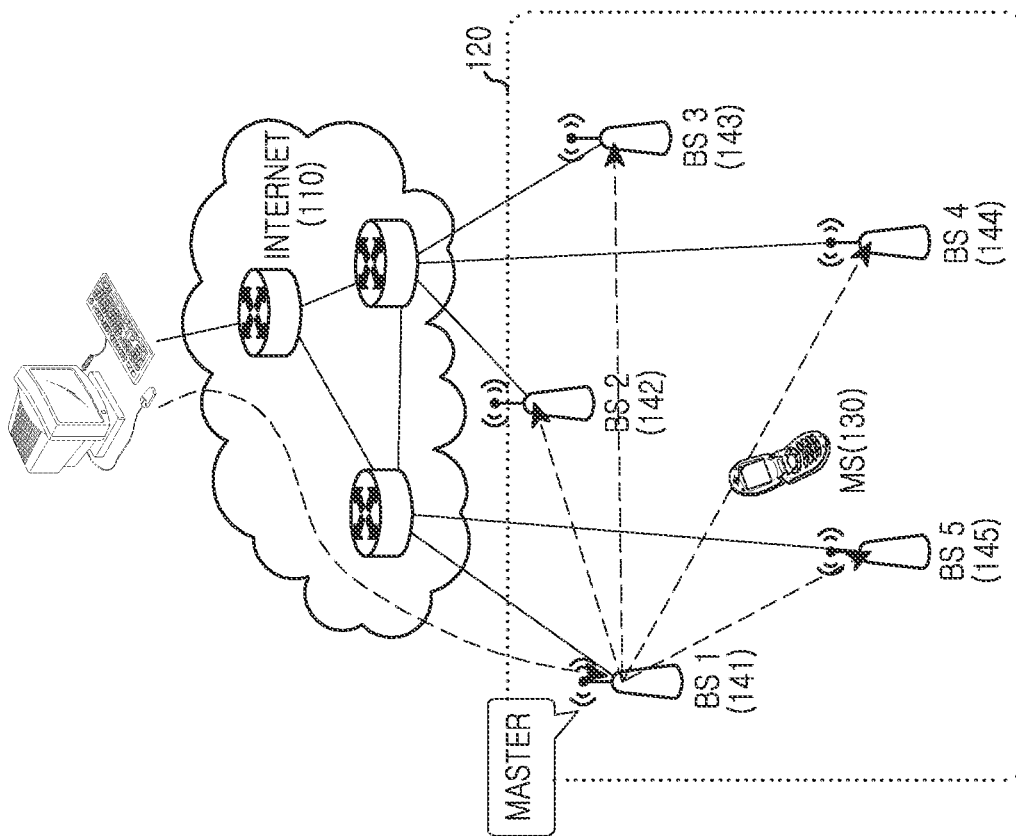 INTERNET
(110)
120
BS 3
(143)
BS 2
(142)
BS 4
(144)
MASTER
BS 1
(141)
MS(130)
BS 5
(145)